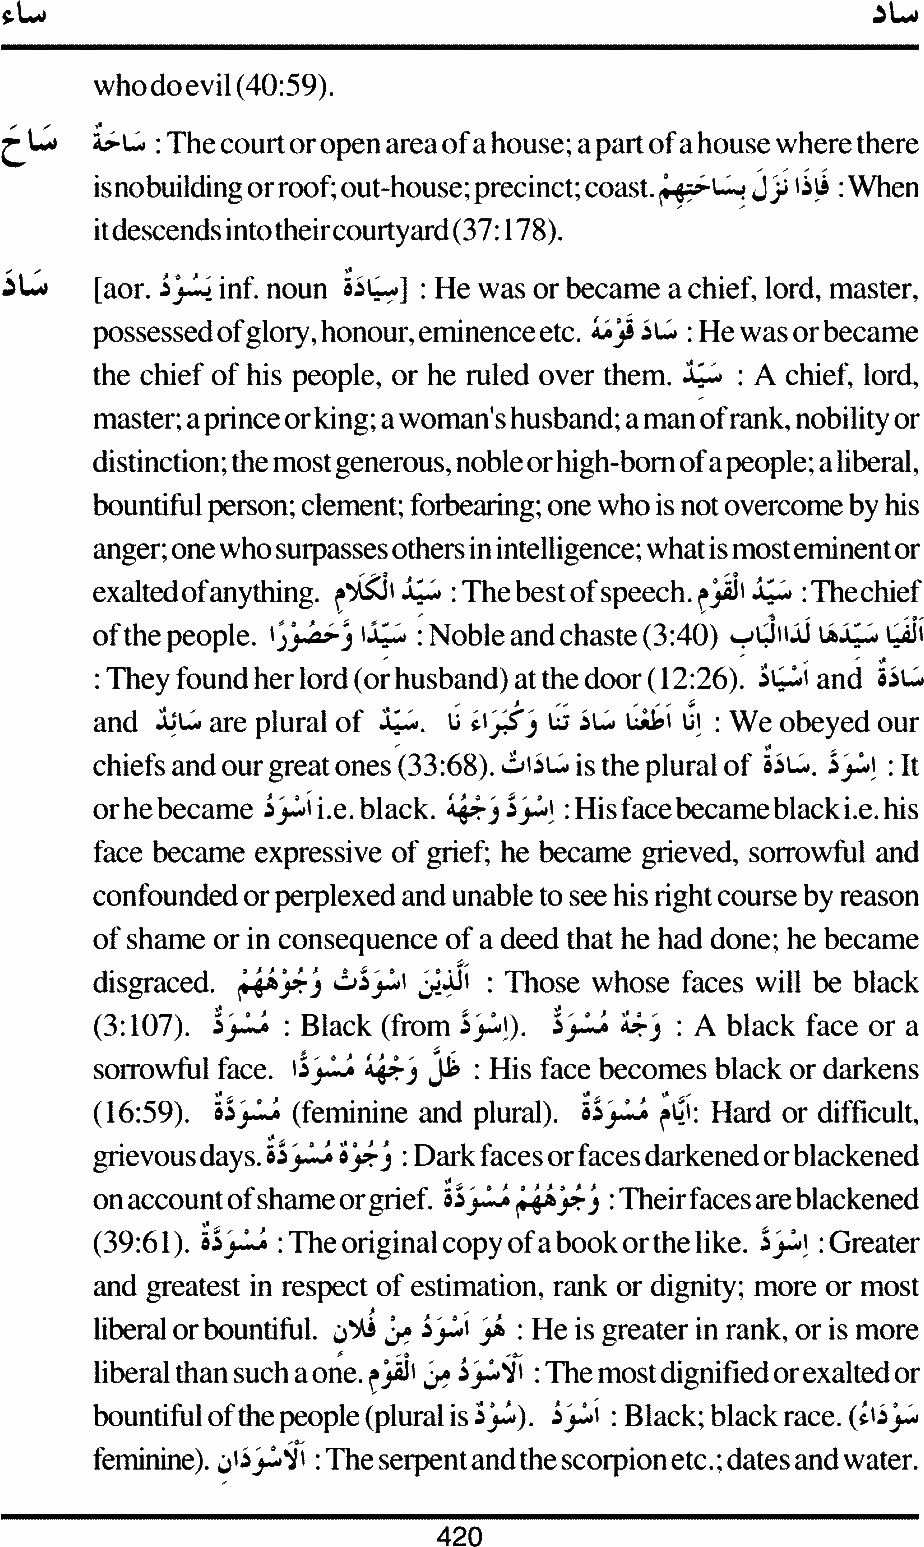 ساء ساد
who do evil (40:59).
سَاحَ سَاحَةٌ : The court or open area of a house; a part of a house where there
is no building or roof; out-house; precinct; coast. فَاِذَا نَزَلَ بِسَاحَتِهِمْ : When
it descends into their courtyard (37:178).
سَادَ [aor. يَسُوْدُ inf. noun سِيَادَةٌ] : He was or became a chief, lord, master,
possessed of glory, honour, eminence etc. سَادَ قَوْمَهُ : He was or became
the chief of his people, or he ruled over them. سَيِّدٌ : A chief, lord,
master; a prince or king; a woman's husband; a man of rank, nobility or
distinction; the most generous, noble or high-born of a people; a liberal,
bountiful person; clement; forbearing; one who is not overcome by his
anger; one who surpasses others in intelligence; what is most eminent or
exalted of anything. سَيِّدُ الْكَلَامِ : The best of speech. سَيِّدُ الْقَوْمِ : The chief
of the people. سَيِّدًا وَّحَصُوْرًا : Noble and chaste (3:40) اَلْفَيَا سَيِّدَهَا لَدَاالْبَابِ
: They found her lord (or husband) at the door (12:26). اَسْيَادٌ and سَادَةٌ
and سَائِدٌ are plural of سَيِّدٌ. اِنَّا اَطَعْنَا سَادَ تَنَا وَكُبَرَاءَ نَا : We obeyed our
chiefs and our great ones (33:68). سَادَاتٌ is the plural of سَادَةٌ. اِسْوَدَّ : It
or he became اَسْوَدُ i.e. black. اِسْوَدَّ وَجْهُهُ : His face became black i.e. his
face became expressive of grief; he became grieved, sorrowful and
confounded or perplexed and unable to see his right course by reason
of shame or in consequence of a deed that he had done; he became
disgraced. اَلَّذِيْنَ اسْوَدَّتْ وُجُوْهُهُمْ : Those whose faces will be black
(3:107). مُسْوَدٌّ : Black (from اِسْوَدَّ). وَجْهٌ مُسْوَدٌّ : A black face or a
sorrowful face. ظَلَّ وَجْهُهُ مُسْوَدًّا : His face becomes black or darkens
(16:59). مُسْوَدَّةٌ (feminine and plural). اَيَّامٌ مُسْوَدَّةٌ: Hard or difficult,
grievous days. وُجُوْهٌ مُسْوَدَّةٌ : Dark faces or faces darkened or blackened
on account of shame or grief. وُجُوْهُهُمْ مُسْوَدَّةٌ : Their faces are blackened
(39:61). مُسْوَدَّةٌ : The original copy of a book or the like. اِسْوَدَّ : Greater
and greatest in respect of estimation, rank or dignity; more or most
liberal or bountiful. هُوَ اَسْوَدُ مِنْ فُلَانٍ : He is greater in rank, or is more
liberal than such a one. اَلْاَسْوَدُ مِنَ الْقَوْمِ : The most dignified or exalted or
bountiful of the people (plural is سُوْدٌ). اَسْوَدُ : Black; black race. (سَوْدَاءُ
feminine). اَلْاَسْوَدَانِ : The serpent and the scorpion etc.; dates and water.
420